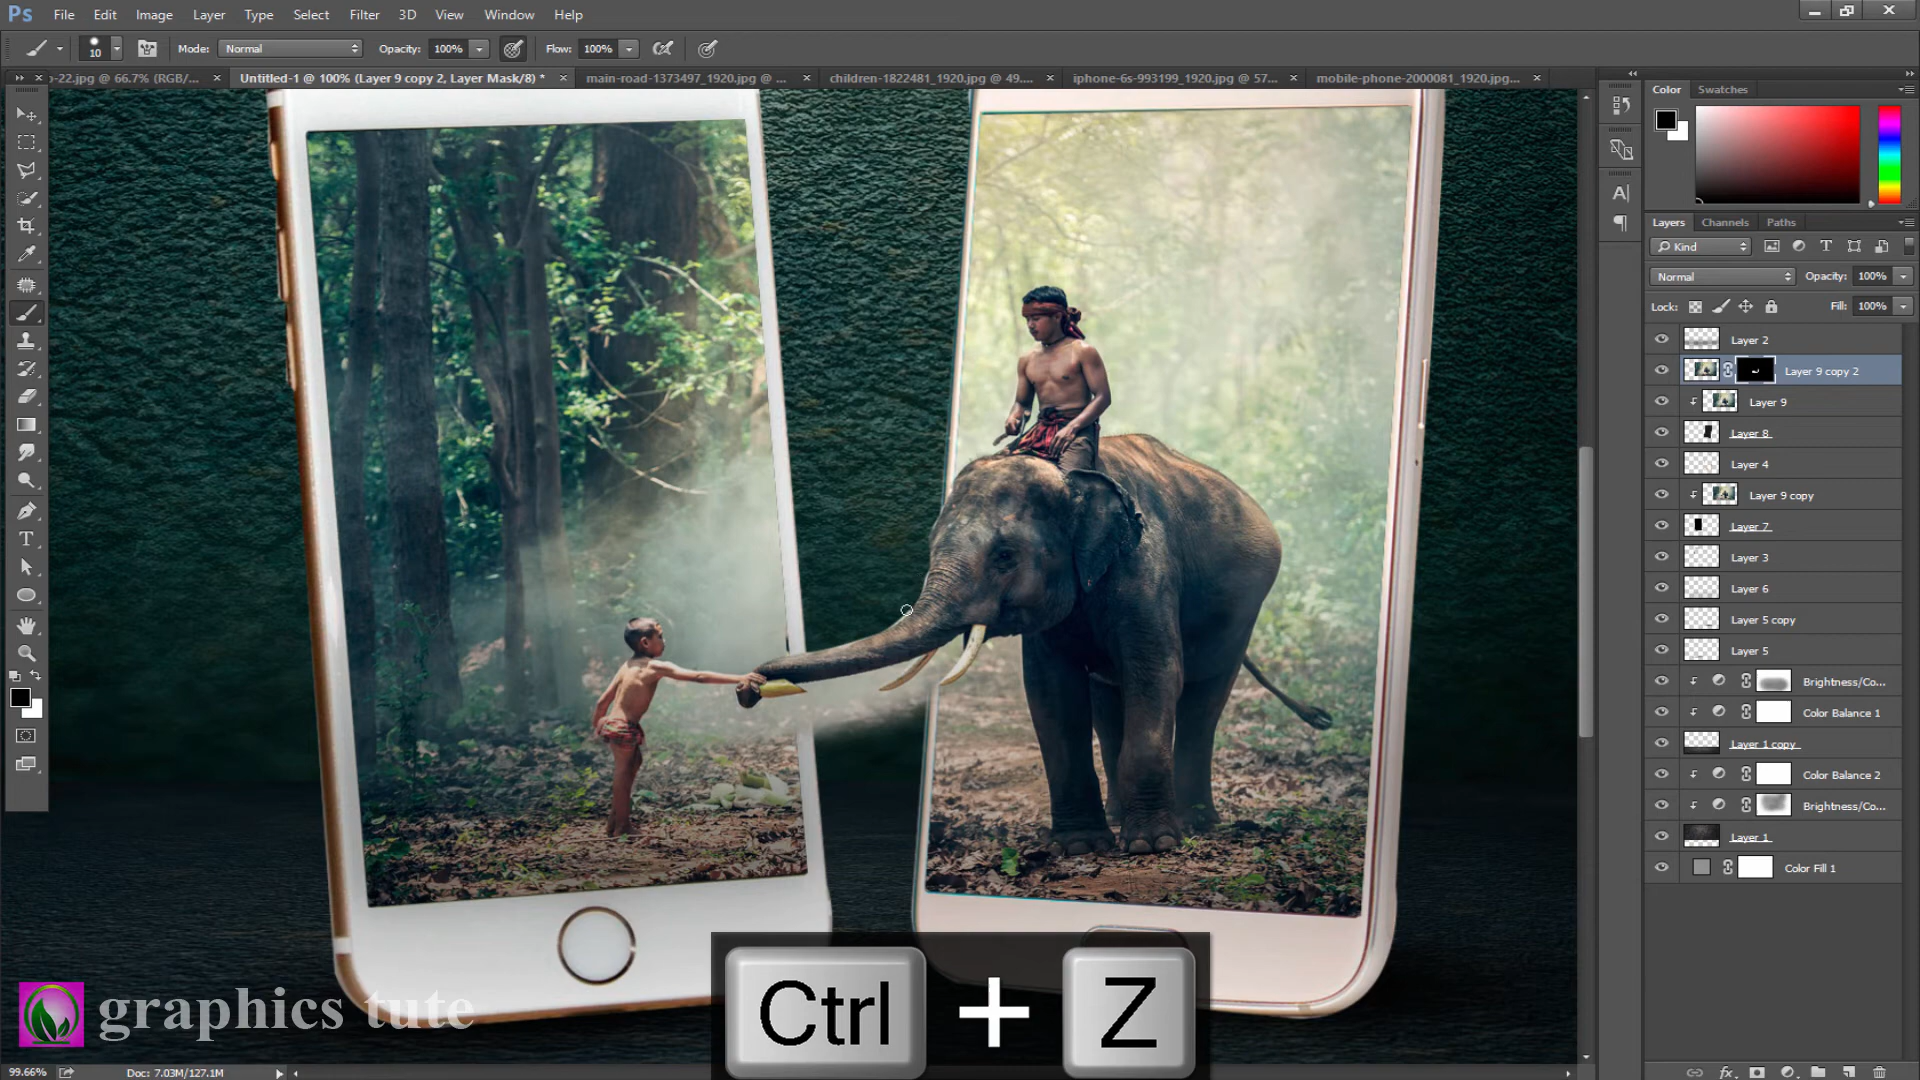 Ps File Edit Image Layer Type Select Filter 3D View Window Help
10 Mode: Normal Opacity: 100% Flow: 100%
p-22.jpg @ 66.7% (RGB/... Untitled-1 @ 100% (Layer 9 copy 2, Layer Mask/8) * main-road-1373497_1920.jpg @ ... children-1822481_1920.jpg @ 49.... iphone-6s-993199_1920.jpg @ 57... mobile-phone-2000081_1920.jpg...
Color Swatches
Layers Channels Paths
Kind
Normal Opacity: 100%
Lock: Fill: 100%
Layer 2
Layer 9 copy 2
Layer 9
Layer 8
Layer 4
Layer 9 copy
Layer 7
Layer 3
Layer 6
Layer 5 copy
Layer 5
Brightness/Co...
Color Balance 1
Layer 1 copy
Color Balance 2
Brightness/Co...
Layer 1
Color Fill 1
graphics tute
Ctrl + Z
99.66% Doc: 7.03M/127.1M